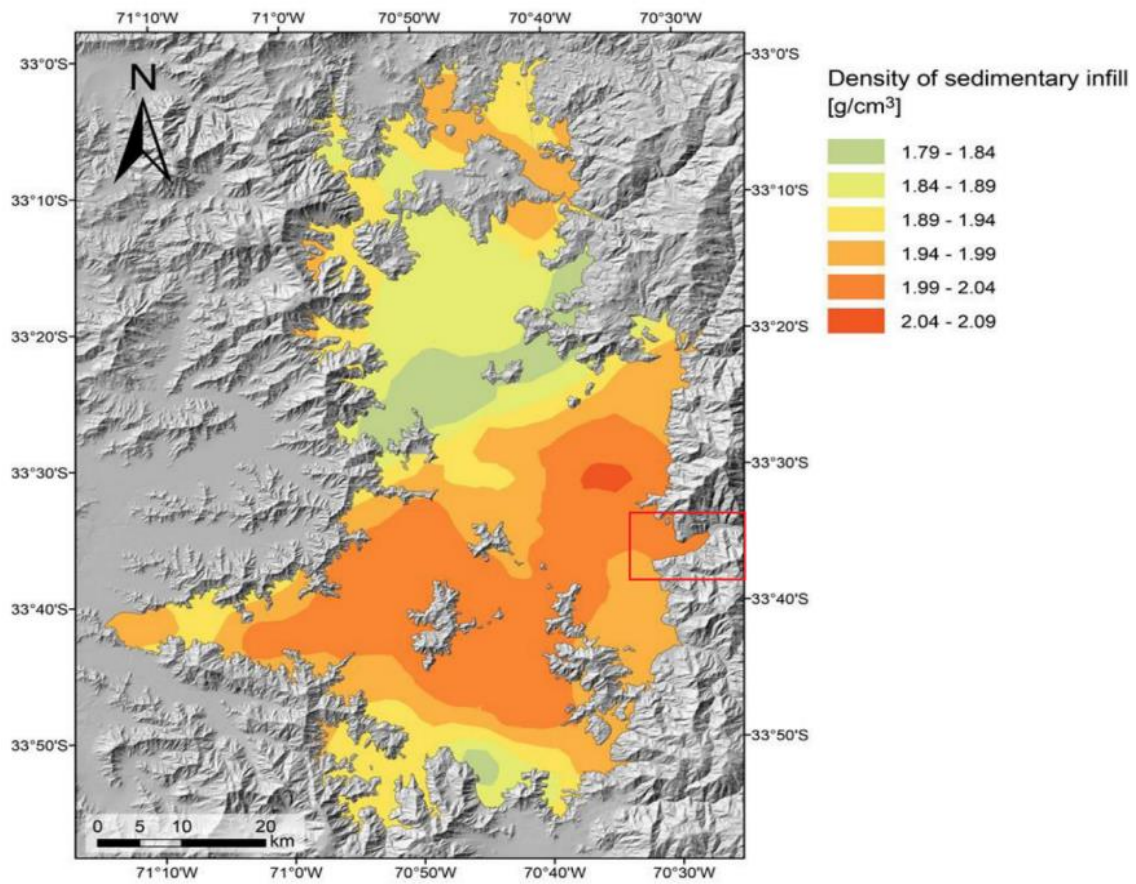 71°10'W 71°0'W 70°50'W 70°40'W 70°30'W
33°0'S
33°10'S
33°20'S
33°30'S
33°40'S
33°50'S
N
33°0'S
33°10'S
33°20'S
33°30'S
33°40'S
33°50'S
0 5 10 20
km
71°10'W 71°0'W 70°50'W 70°40'W 70°30'W
Density of sedimentary infill
[g/cm³]
1.79 - 1.84
1.84 - 1.89
1.89 - 1.94
1.94 - 1.99
1.99 - 2.04
2.04 - 2.09